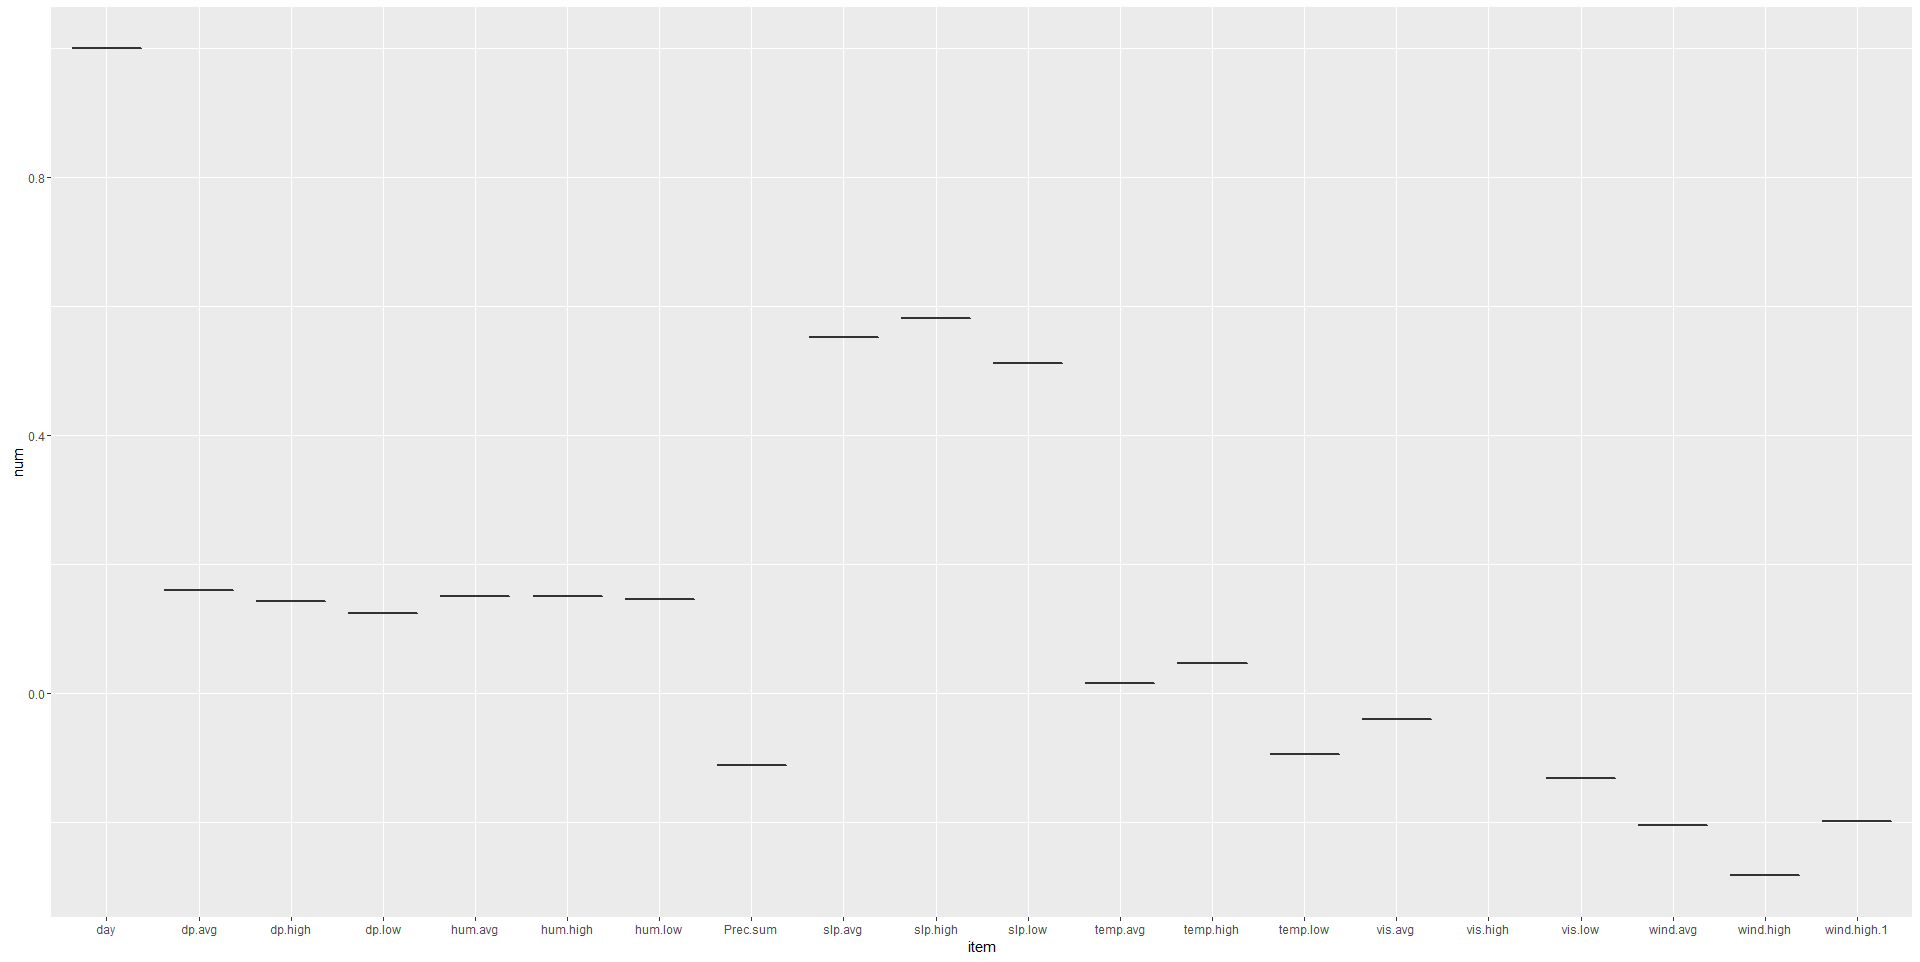 0.8
0.4
num
0.0
day dp.avg dp.high dp.low hum.avg hum.high hum.low Prec.sum slp.avg slp.high slp.low temp.avg temp.high temp.low vis.avg vis.high vis.low wind.avg wind.high wind.high.1
item